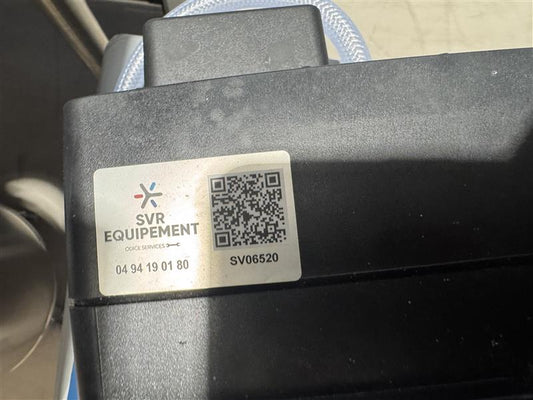 SVR
EQUIPEMENT
QUICK SERVICES
04 94 19 01 80
SV06520